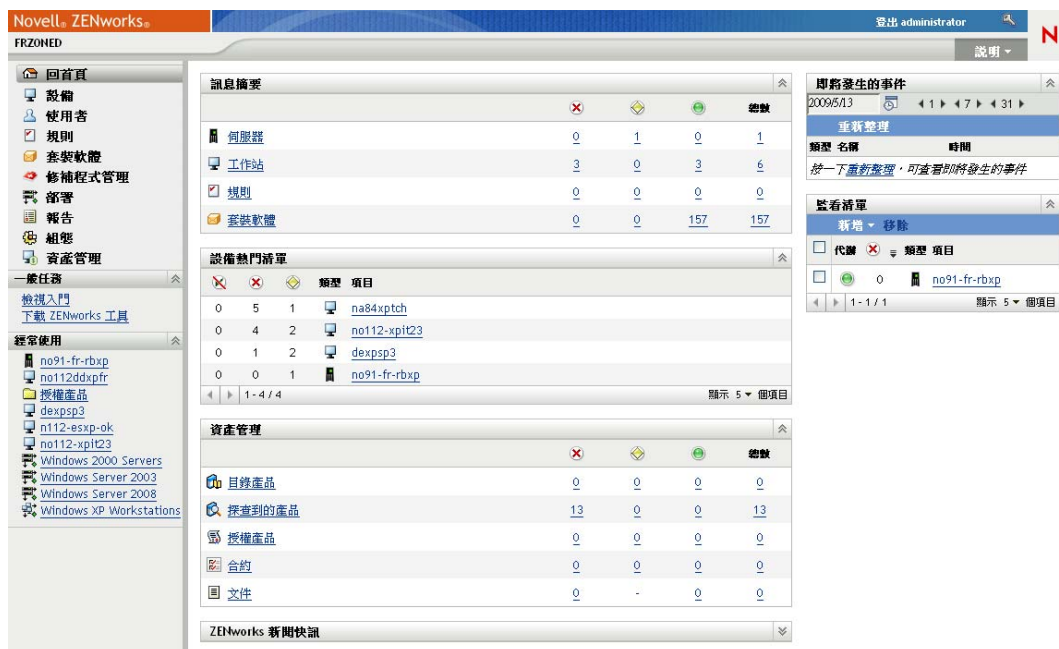 Novell® ZENworks®
登出 administrator
N
FRZONED
說明
回首頁
設備
使用者
規則
套裝軟體
修補程式管理
部署
報告
組態
資產管理
一般任務
檢視入門
下載 ZENworks 工具
經常使用
no91-fr-rbxp
no112ddxpfr
授權產品
dexpsp3
n112-esxp-ok
no112-xpit23
Windows 2000 Servers
Windows Server 2003
Windows Server 2008
Windows XP Workstations
訊息摘要
總數
伺服器 0 1 0 1
工作站 3 0 3 6
規則 0 0 0 0
套裝軟體 0 0 157 157
設備熱門清單
類型 項目
0 5 1 na84xptch
0 4 2 no112-xpit23
0 1 2 dexpsp3
0 0 1 no91-fr-rbxp
1 - 4 / 4 顯示 5 個項目
資產管理
總數
目錄產品 0 0 0 0
探查到的產品 13 0 0 13
授權產品 0 0 0 0
合約 0 0 0 0
文件 0 - 0 0
ZENworks 新聞快訊
即將發生的事件
2009/5/13 1 7 31
重新整理
類型 名稱 時間
按一下重新整理，可查看即將發生的事件
監看清單
新增 移除
代辦 類型 項目
0 no91-fr-rbxp
1 - 1 / 1 顯示 5 個項目